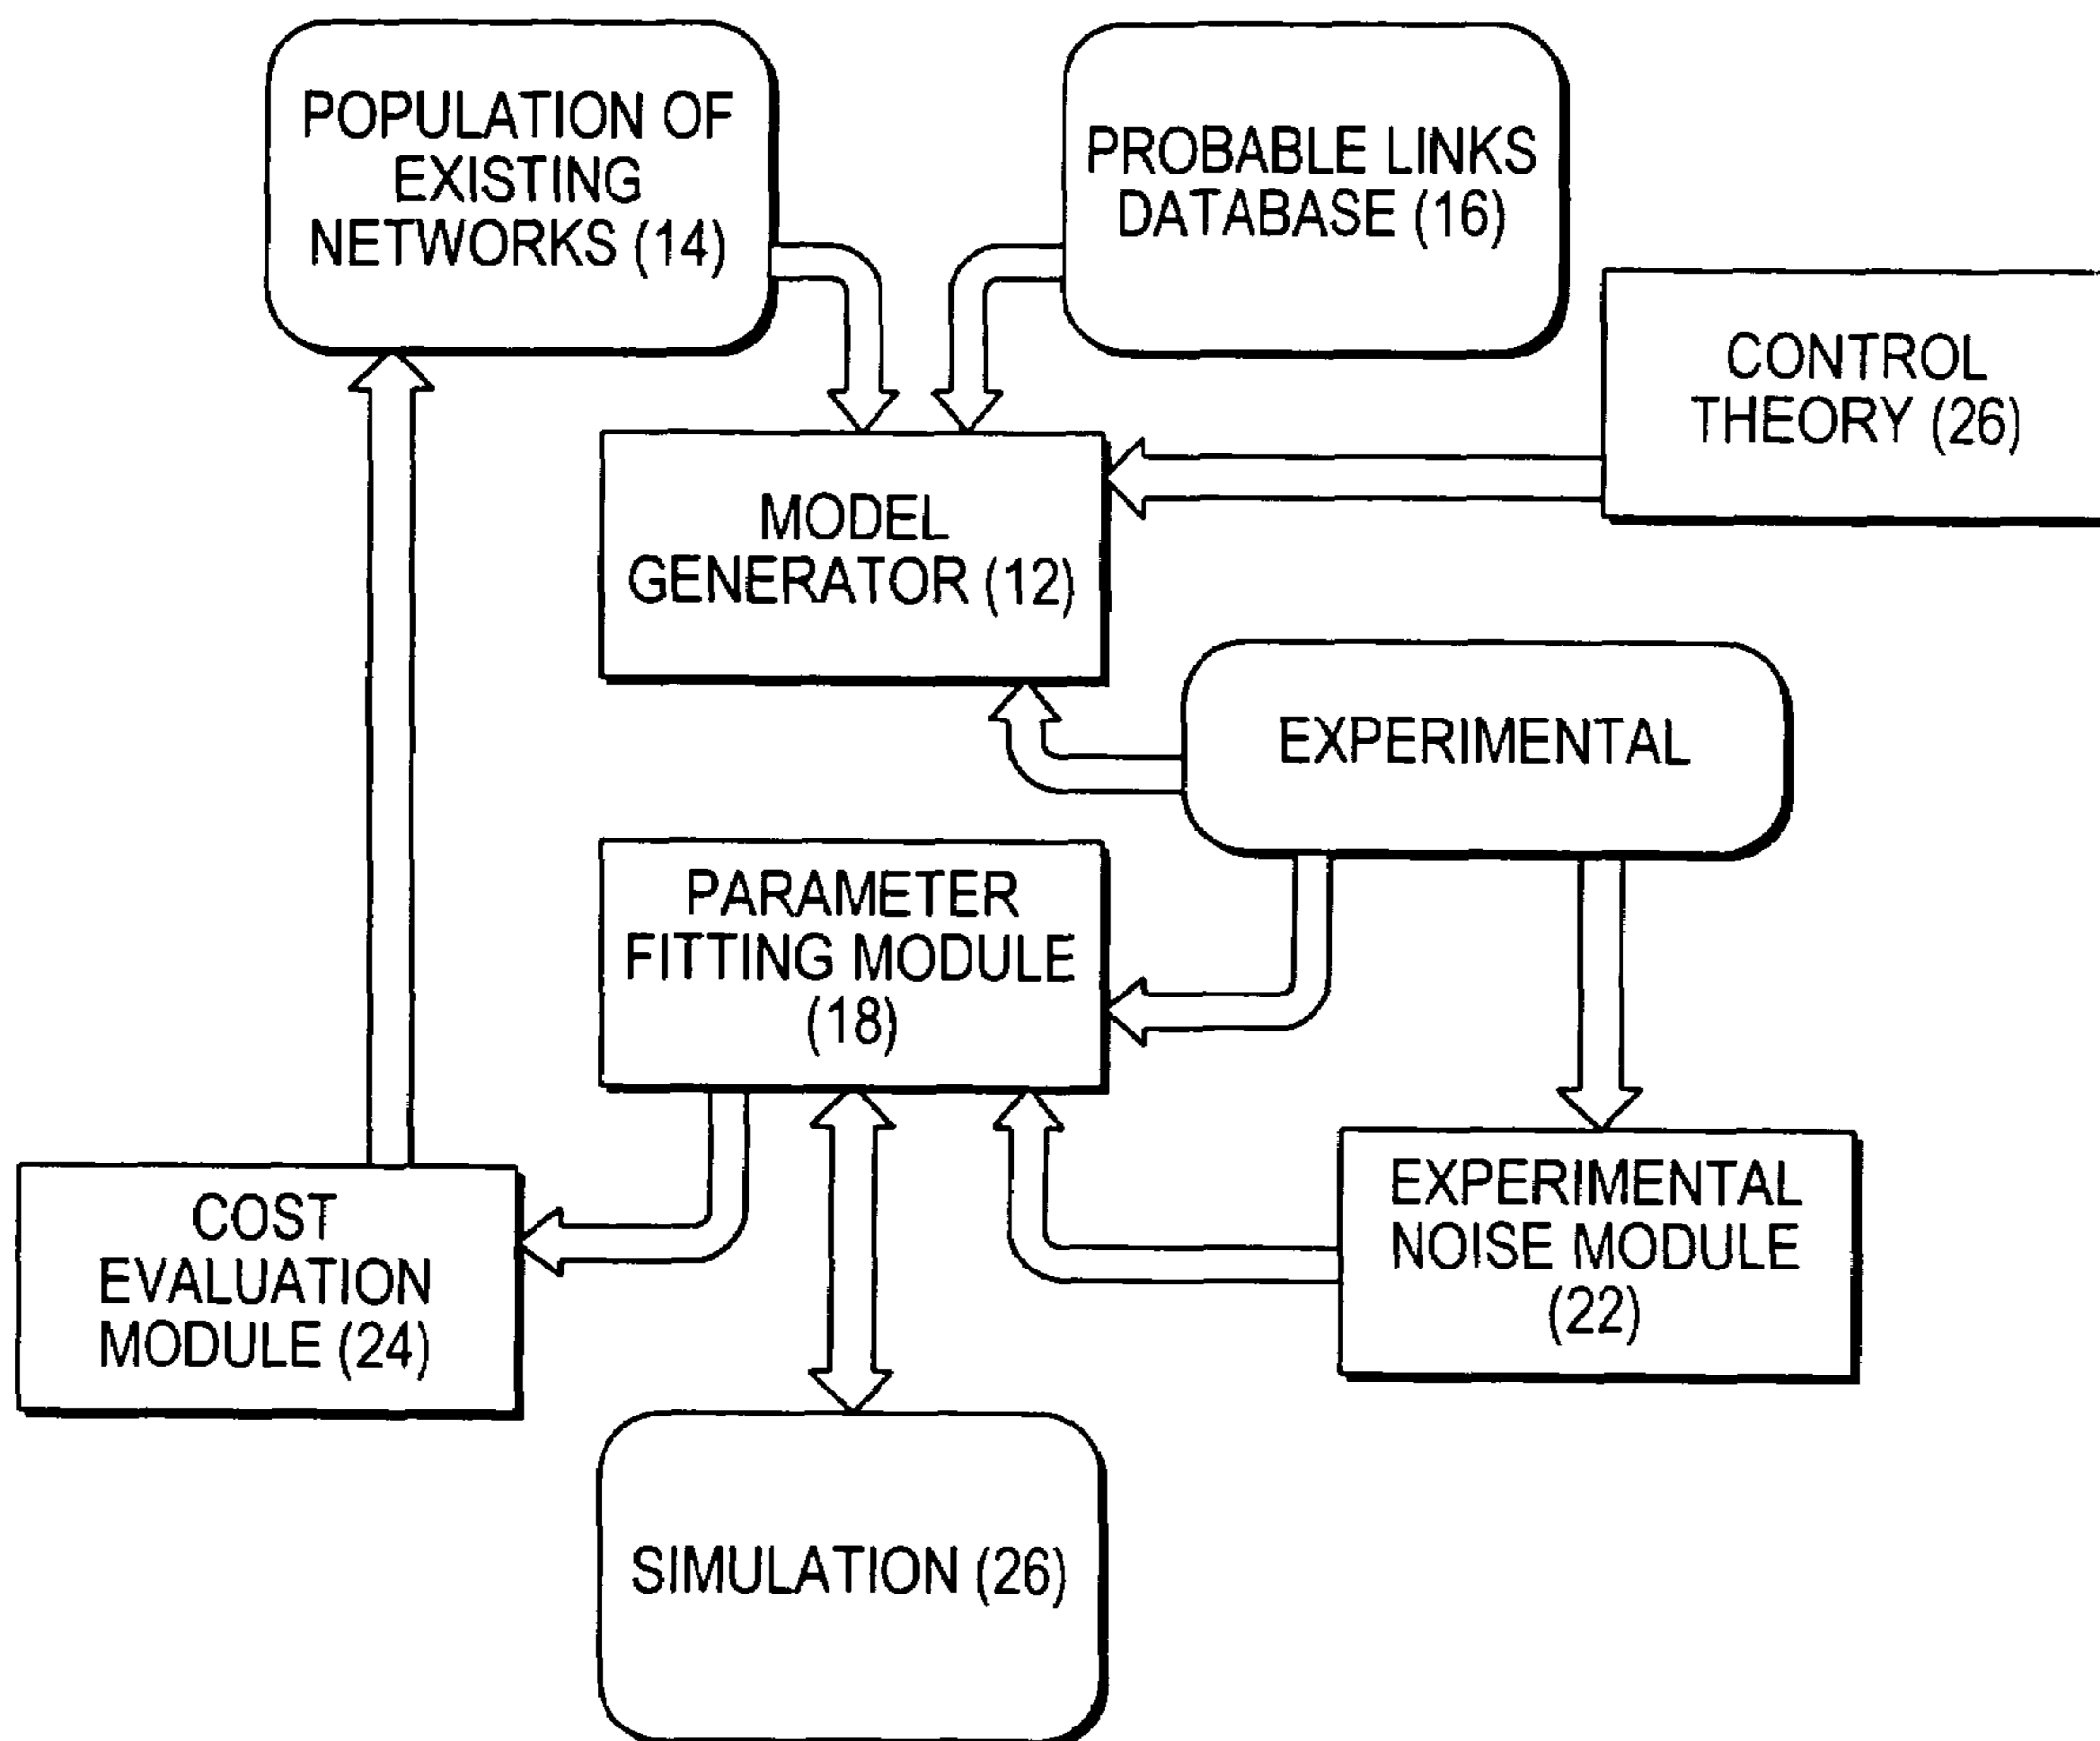 POPULATION OF
EXISTING
NETWORKS (14)
PROBABLE LINKS
DATABASE (16)
CONTROL
THEORY (26)
MODEL
GENERATOR (12)
EXPERIMENTAL
PARAMETER
FITTING MODULE
(18)
COST
EVALUATION
MODULE (24)
EXPERIMENTAL
NOISE MODULE
(22)
SIMULATION (26)